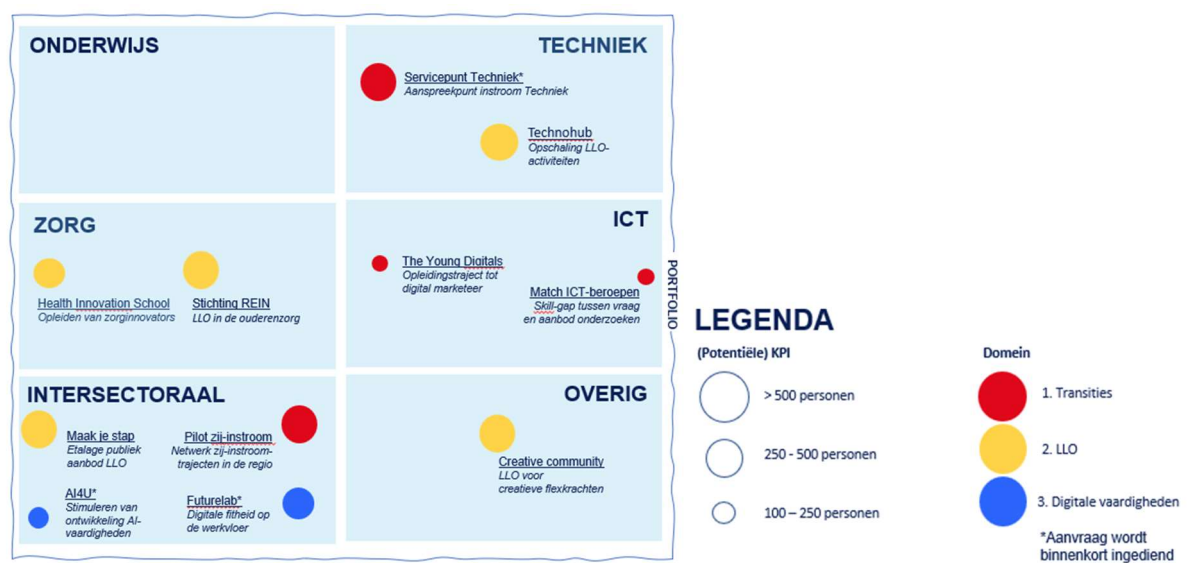 ONDERWIJS
TECHNIEK
Servicepunt Techniek*
Aanspreekpunt instroom Techniek
Technohub
Opschaling LLO-
activiteiten
ZORG
Health Innovation School
Opleiden van zorginnovators
Stichting REIN
LLO in de ouderenzorg
ICT
The Young Digitals
Opleidingstraject tot
digital marketeer
Match ICT-beroepen
Skill-gap tussen vraag
en aanbod onderzoeken
INTERSECTORAAL
Maak je stap
Etalage publiek
aanbod LLO
Pilot zij-instroom
Netwerk zij-instroom-
trajecten in de regio
AI4U*
Stimuleren van
ontwikkeling AI-
vaardigheden
Futurelab*
Digitale fitheid op
de werkvloer
OVERIG
Creative community
LLO voor
creatieve flexkrachten
PORTFOLIO
LEGENDA
(Potentiële) KPI
> 500 personen
250 - 500 personen
100 – 250 personen
Domein
1. Transities
2. LLO
3. Digitale vaardigheden
*Aanvraag wordt
binnenkort ingediend